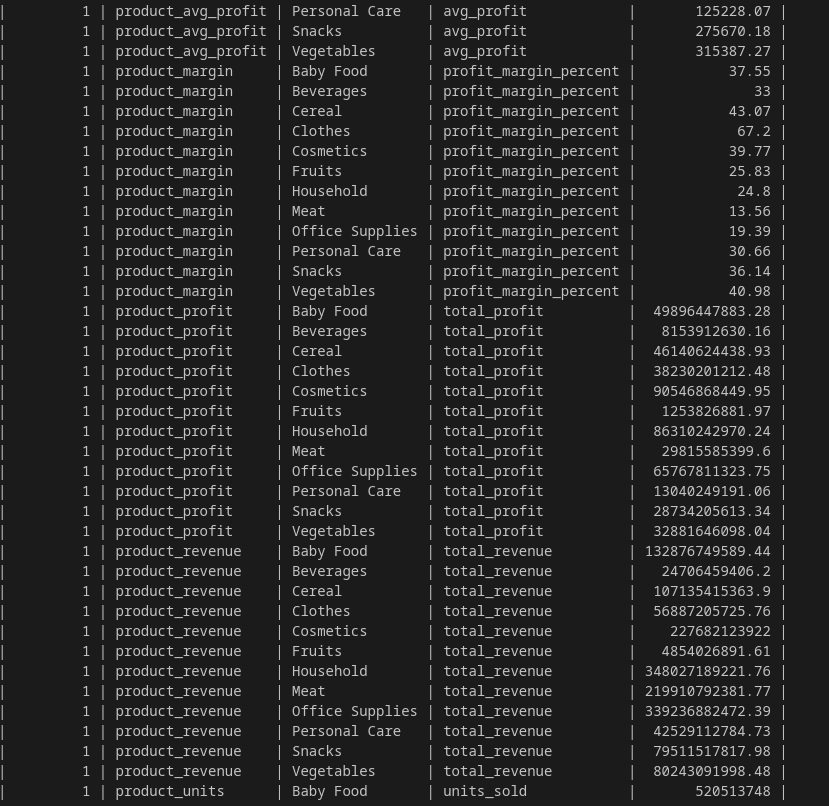 | 1 | product_avg_profit | Personal Care | avg_profit | 125228.07 |
| 1 | product_avg_profit | Snacks | avg_profit | 275670.18 |
| 1 | product_avg_profit | Vegetables | avg_profit | 315387.27 |
| 1 | product_margin | Baby Food | profit_margin_percent | 37.55 |
| 1 | product_margin | Beverages | profit_margin_percent | 33 |
| 1 | product_margin | Cereal | profit_margin_percent | 43.07 |
| 1 | product_margin | Clothes | profit_margin_percent | 67.2 |
| 1 | product_margin | Cosmetics | profit_margin_percent | 39.77 |
| 1 | product_margin | Fruits | profit_margin_percent | 25.83 |
| 1 | product_margin | Household | profit_margin_percent | 24.8 |
| 1 | product_margin | Meat | profit_margin_percent | 13.56 |
| 1 | product_margin | Office Supplies | profit_margin_percent | 19.39 |
| 1 | product_margin | Personal Care | profit_margin_percent | 30.66 |
| 1 | product_margin | Snacks | profit_margin_percent | 36.14 |
| 1 | product_margin | Vegetables | profit_margin_percent | 40.98 |
| 1 | product_profit | Baby Food | total_profit | 49896447883.28 |
| 1 | product_profit | Beverages | total_profit | 8153912630.16 |
| 1 | product_profit | Cereal | total_profit | 46140624438.93 |
| 1 | product_profit | Clothes | total_profit | 38230201212.48 |
| 1 | product_profit | Cosmetics | total_profit | 90546868449.95 |
| 1 | product_profit | Fruits | total_profit | 1253826881.97 |
| 1 | product_profit | Household | total_profit | 86310242970.24 |
| 1 | product_profit | Meat | total_profit | 29815585399.6 |
| 1 | product_profit | Office Supplies | total_profit | 65767811323.75 |
| 1 | product_profit | Personal Care | total_profit | 13040249191.06 |
| 1 | product_profit | Snacks | total_profit | 28734205613.34 |
| 1 | product_profit | Vegetables | total_profit | 32881646098.04 |
| 1 | product_revenue | Baby Food | total_revenue | 132876749589.44 |
| 1 | product_revenue | Beverages | total_revenue | 24706459406.2 |
| 1 | product_revenue | Cereal | total_revenue | 107135415363.9 |
| 1 | product_revenue | Clothes | total_revenue | 56887205725.76 |
| 1 | product_revenue | Cosmetics | total_revenue | 227682123922 |
| 1 | product_revenue | Fruits | total_revenue | 4854026891.61 |
| 1 | product_revenue | Household | total_revenue | 348027189221.76 |
| 1 | product_revenue | Meat | total_revenue | 219910792381.77 |
| 1 | product_revenue | Office Supplies | total_revenue | 339236882472.39 |
| 1 | product_revenue | Personal Care | total_revenue | 42529112784.73 |
| 1 | product_revenue | Snacks | total_revenue | 79511517817.98 |
| 1 | product_revenue | Vegetables | total_revenue | 80243091998.48 |
| 1 | product_units | Baby Food | units_sold | 520513748 |